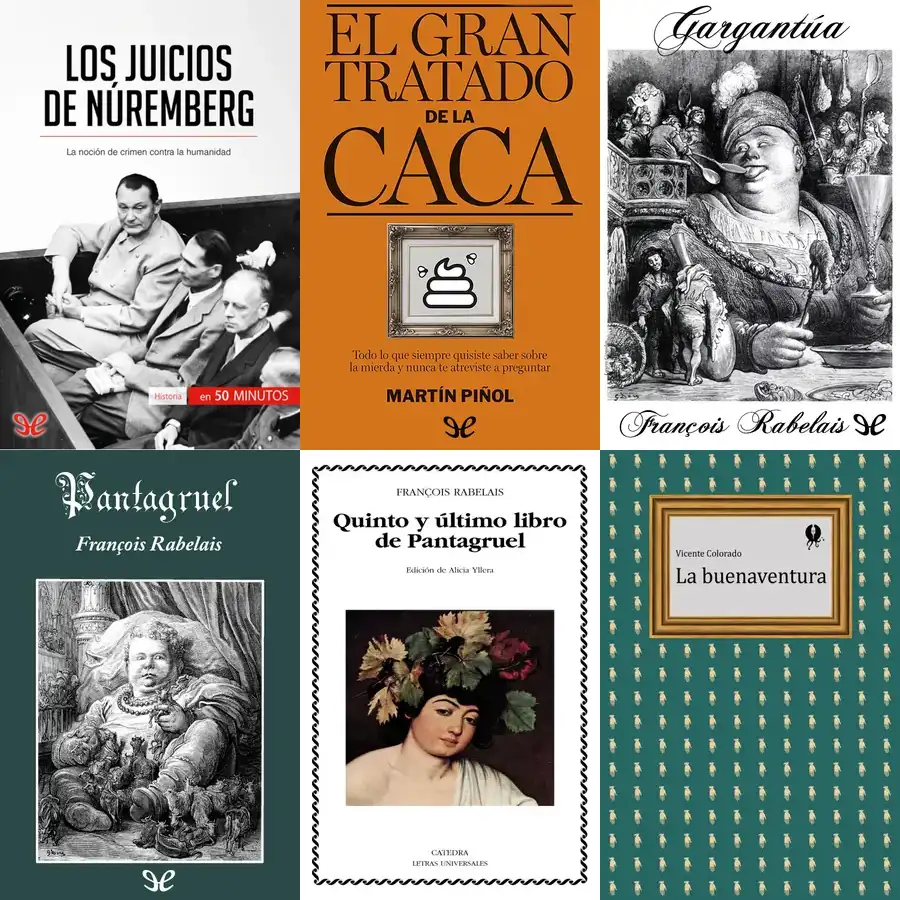 LOS JUICIOS
DE NÚREMBERG
La noción de crimen contra la humanidad
Historia
en 50 MINUTOS
EL GRAN
TRATADO
DE LA
CACA
Todo lo que siempre quisiste saber sobre
la mierda y nunca te atreviste a preguntar
MARTÍN PIÑOL
Gargantúa
François Rabelais
Pantagruel
François Rabelais
FRANÇOIS RABELAIS
Quinto y último libro
de Pantagruel
Edición de Alicia Yllera
CATEDRA
LETRAS UNIVERSALES
Vicente Colorado
La buenaventura